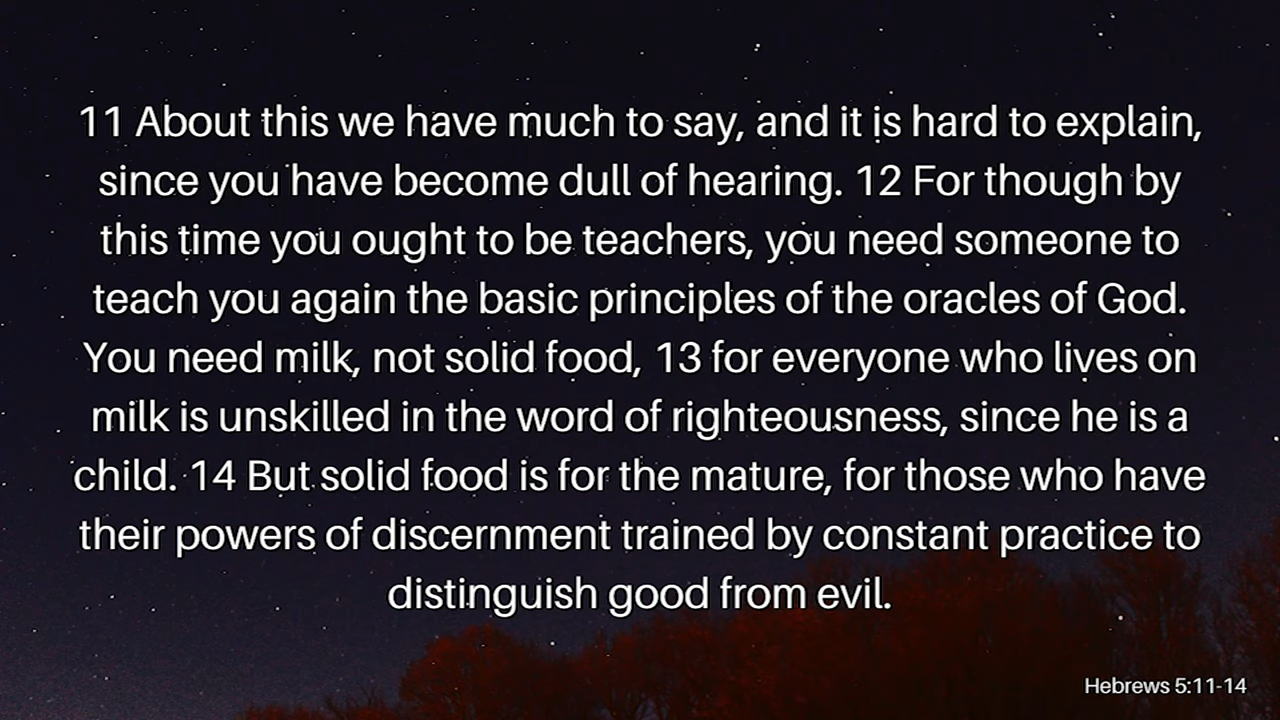 11 About this we have much to say, and it is hard to explain,
since you have become dull of hearing. 12 For though by
this time you ought to be teachers, you need someone to
teach you again the basic principles of the oracles of God.
You need milk, not solid food, 13 for everyone who lives on
milk is unskilled in the word of righteousness, since he is a
child. 14 But solid food is for the mature, for those who have
their powers of discernment trained by constant practice to
distinguish good from evil.
Hebrews 5:11-14